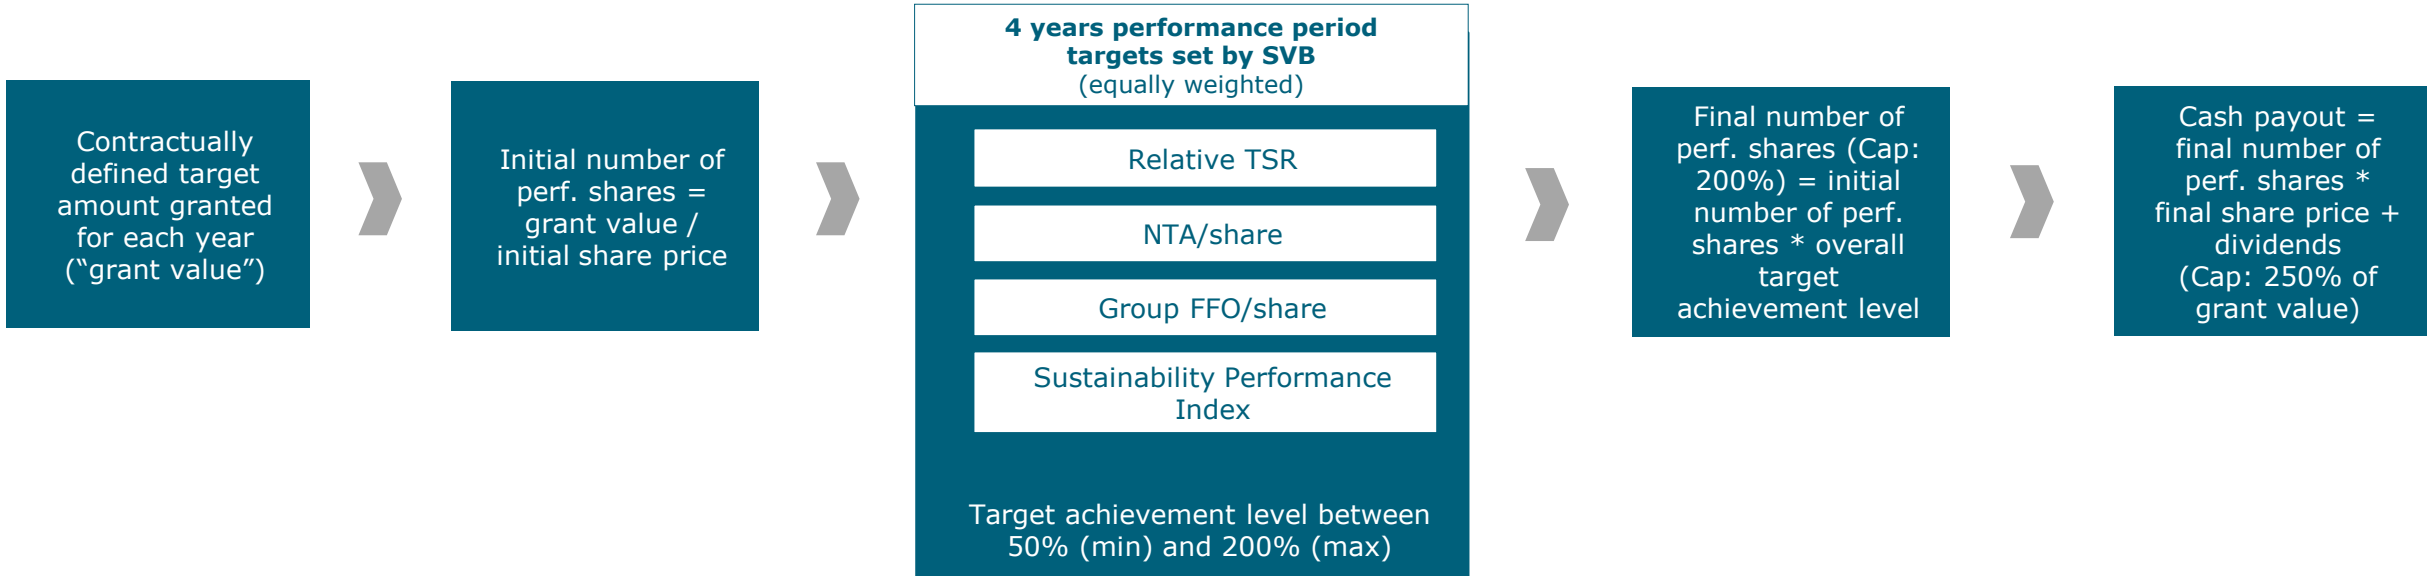 Contractually
defined target
amount granted
for each year
(“grant value”)
Initial number of
perf. shares =
grant value /
initial share price
4 years performance period
targets set by SVB
(equally weighted)
Relative TSR
NTA/share
Group FFO/share
Sustainability Performance
Index
Target achievement level between
50% (min) and 200% (max)
Final number of
perf. shares (Cap:
200%) = initial
number of perf.
shares * overall
target
achievement level
Cash payout =
final number of
perf. shares *
final share price +
dividends
(Cap: 250% of
grant value)